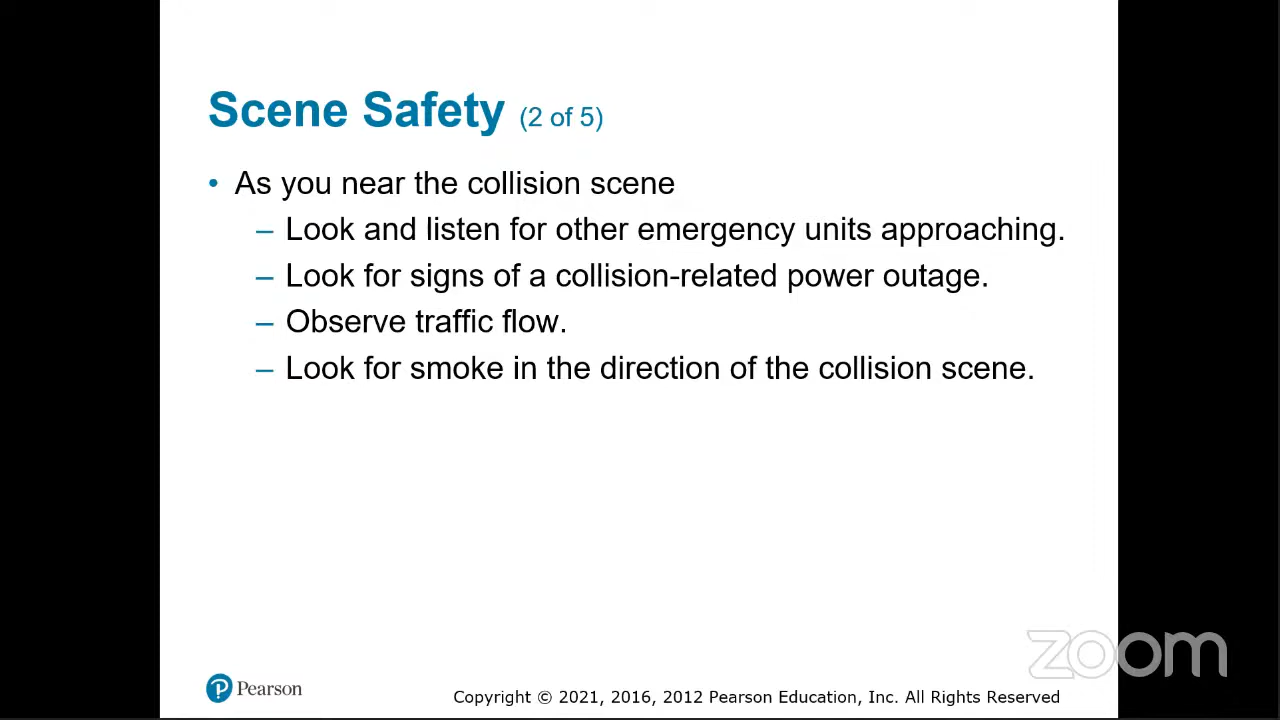 Scene Safety (2 of 5)
• As you near the collision scene
– Look and listen for other emergency units approaching.
– Look for signs of a collision-related power outage.
– Observe traffic flow.
– Look for smoke in the direction of the collision scene.
zoom
Pearson
Copyright © 2021, 2016, 2012 Pearson Education, Inc. All Rights Reserved